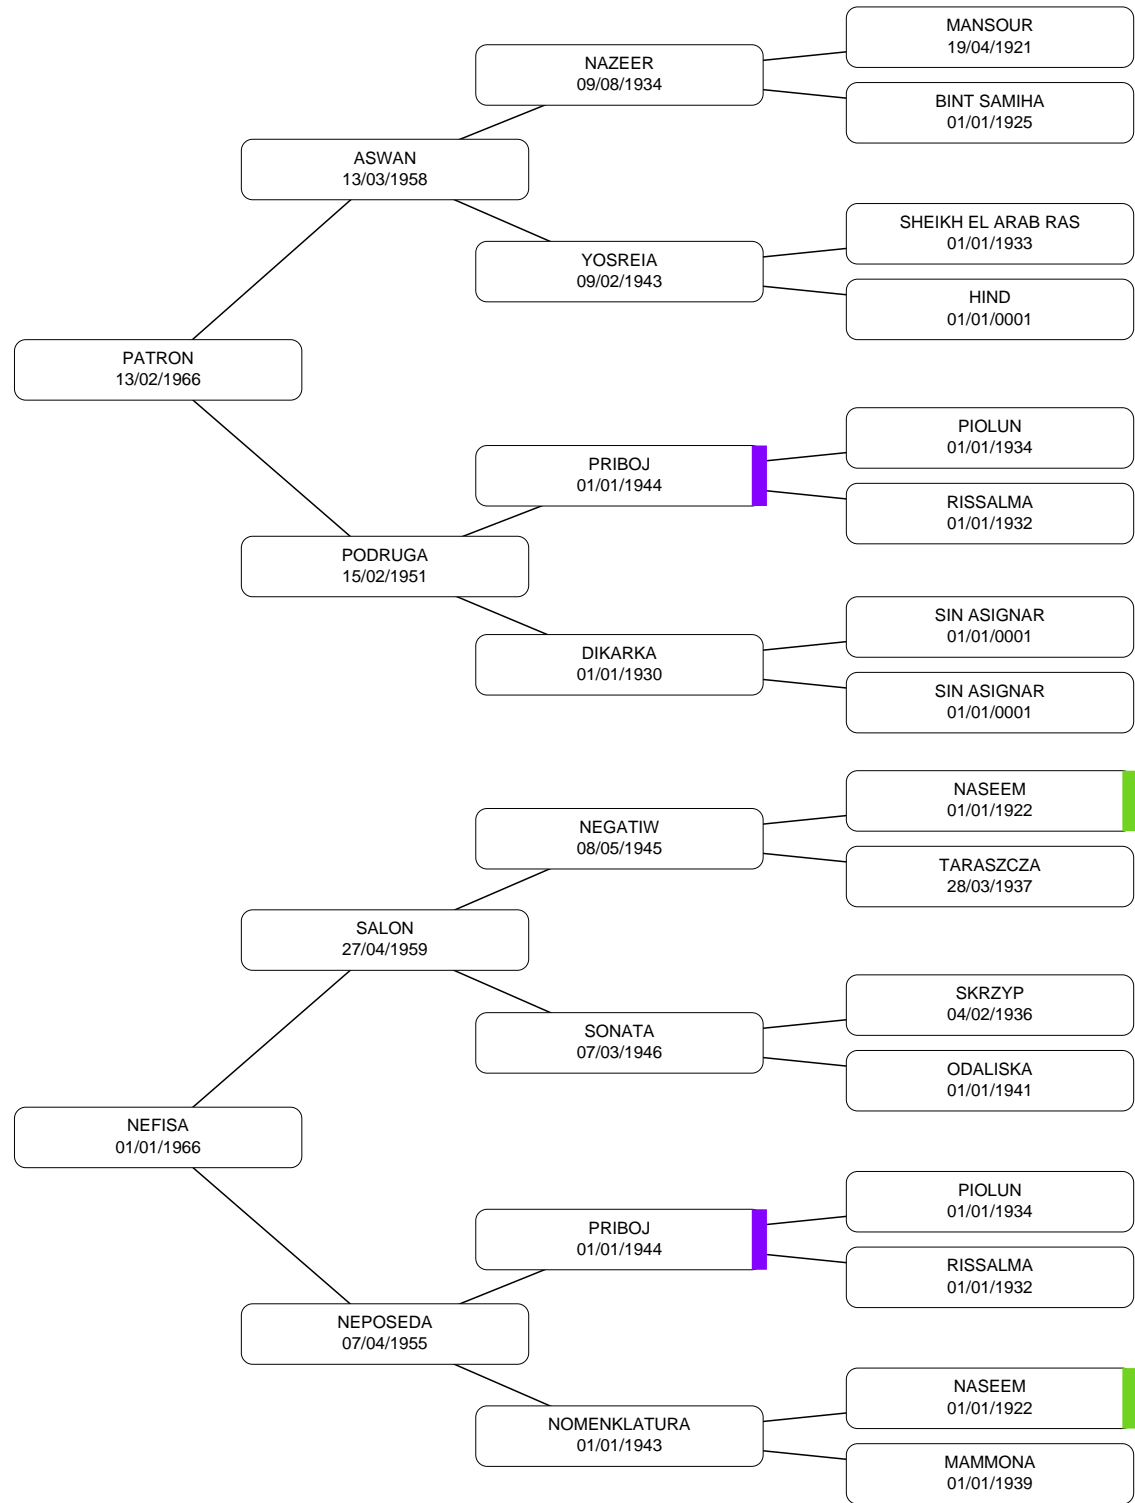 MANSOUR
19/04/1921
NAZEER
09/08/1934
BINT SAMIHA
01/01/1925
ASWAN
13/03/1958
SHEIKH EL ARAB RAS
01/01/1933
YOSREIA
09/02/1943
HIND
01/01/0001
PATRON
13/02/1966
PIOLUN
01/01/1934
PRIBOJ
01/01/1944
RISSALMA
01/01/1932
PODRUGA
15/02/1951
SIN ASIGNAR
01/01/0001
DIKARKA
01/01/1930
SIN ASIGNAR
01/01/0001
NASEEM
01/01/1922
NEGATIW
08/05/1945
TARASZCZA
28/03/1937
SALON
27/04/1959
SKRZYP
04/02/1936
SONATA
07/03/1946
ODALISKA
01/01/1941
NEFISA
01/01/1966
PIOLUN
01/01/1934
PRIBOJ
01/01/1944
RISSALMA
01/01/1932
NEPOSEDA
07/04/1955
NASEEM
01/01/1922
NOMENKLATURA
01/01/1943
MAMMONA
01/01/1939